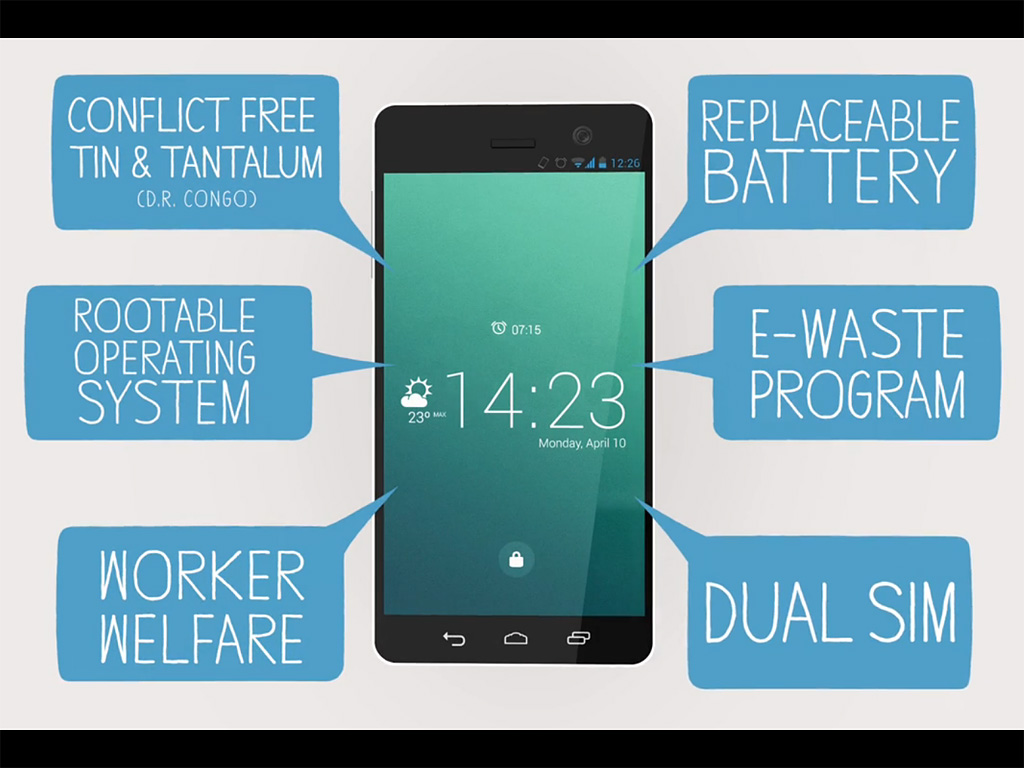 CONFLICT FREE
TIN & TANTALUM
(D.R. CONGO)
REPLACEABLE
BATTERY
ROOTABLE
OPERATING
SYSTEM
E-WASTE
PROGRAM
WORKER
WELFARE
DUAL SIM
12:26
07:15
14:23
23° MAX
Monday, April 10